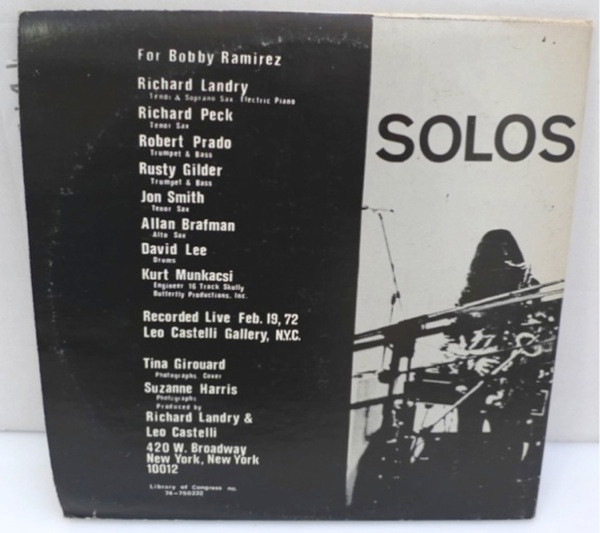 For Bobby Ramirez
Richard Landry
Tenor & Soprano Sax Electric Piano
Richard Peck
Tenor Sax
Robert Prado
Trumpet & Bass
Rusty Gilder
Trumpet & Bass
Jon Smith
Tenor Sax
Allan Brafman
Alto Sax
David Lee
Drums
Kurt Munkacsi
Engineer 16 Track Skully
Butterfly Productions, Inc.
Recorded Live Feb. 19, 72
Leo Castelli Gallery, N.Y.C.
Tina Girouard
Photographs Cover
Suzanne Harris
Photographs
Produced by
Richard Landry &
Leo Castelli
420 W. Broadway
New York, New York
10012
Library of Congress no.
74-750232
SOLOS